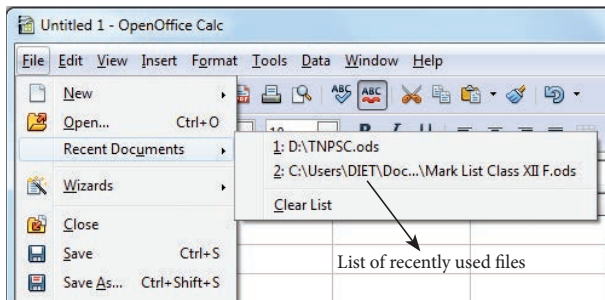 Untitled 1 - OpenOffice Calc
File Edit View Insert Format Tools Data Window Help
ABC ABC
New
Open... Ctrl+O
Recent Documents
1: D:\TNPSC.ods
2: C:\Users\DIET\Doc...\Mark List Class XII F.ods
Clear List
Wizards
Close
Save Ctrl+S
Save As... Ctrl+Shift+S
List of recently used files